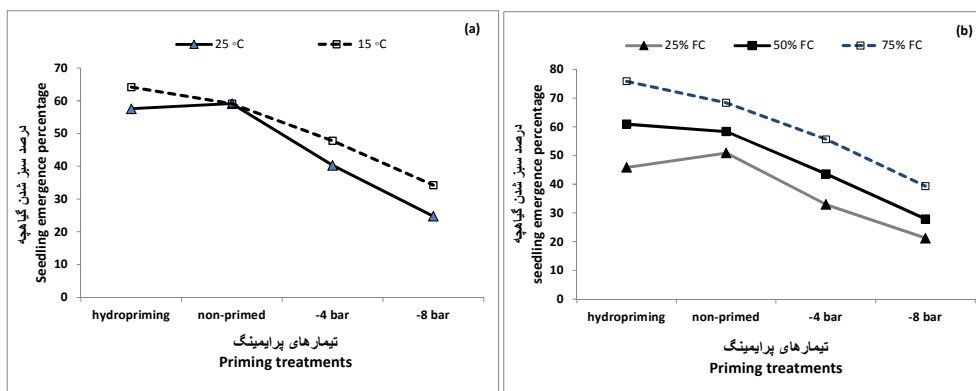 (a)
25 °C
15 °C
70
60
50
40
30
20
10
0
درصد سبز شدن گیاهچه
Seedling emergence percentage
hydropriming
non-primed
-4 bar
-8 bar
تیمارهای پرایمینگ
Priming treatments
(b)
25% FC
50% FC
75% FC
80
70
60
50
40
30
20
10
0
درصد سبز شدن گیاهچه
seedling emergence percentage
hydropriming
non-primed
-4 bar
-8 bar
تیمارهای پرایمینگ
Priming treatments